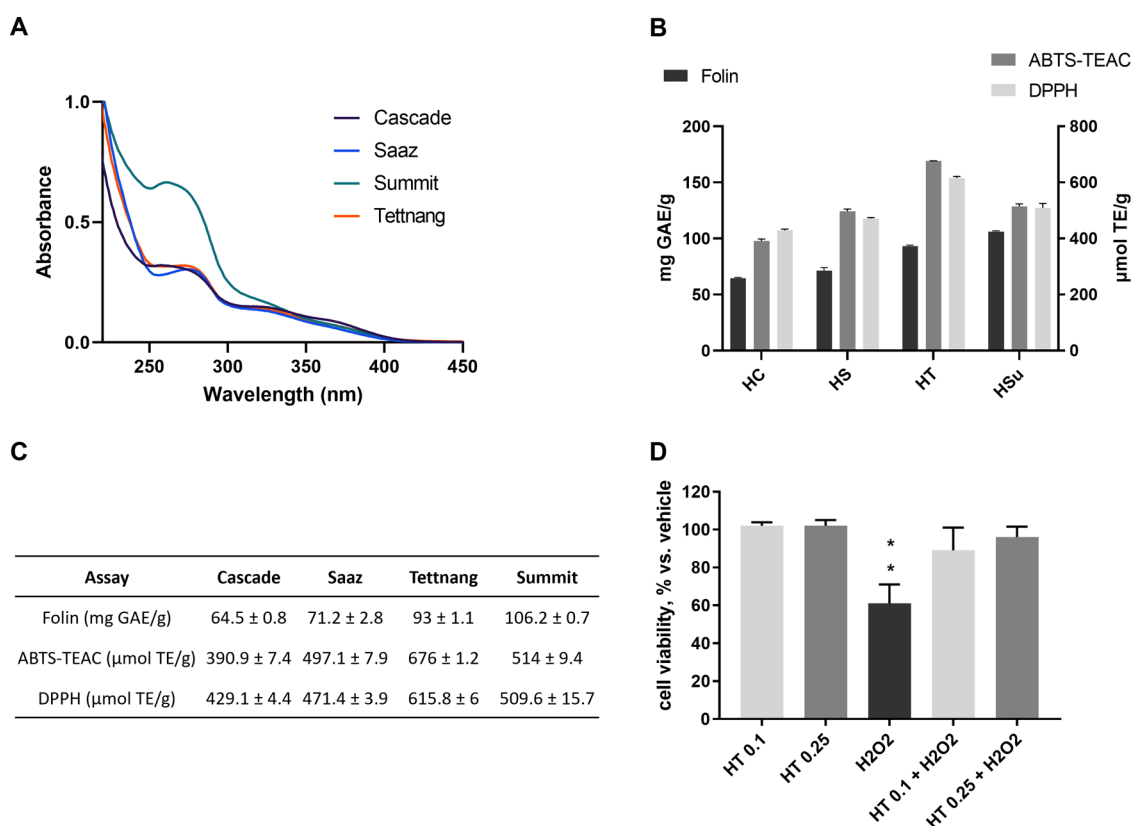 A
1.0
0.5
0.0
Absorbance
250 300 350 400 450
Wavelength (nm)
Cascade
Saaz
Summit
Tettnang
B
Folin
ABTS-TEAC
DPPH
200
150
100
50
0
mg GAE/g
800
600
400
200
0
µmol TE/g
HC HS HT HSu
C
Assay Cascade Saaz Tettnang Summit
Folin (mg GAE/g) 64.5 ± 0.8 71.2 ± 2.8 93 ± 1.1 106.2 ± 0.7
ABTS-TEAC (µmol TE/g) 390.9 ± 7.4 497.1 ± 7.9 676 ± 1.2 514 ± 9.4
DPPH (µmol TE/g) 429.1 ± 4.4 471.4 ± 3.9 615.8 ± 6 509.6 ± 15.7
D
120
100
80
60
40
20
0
cell viability, % vs. vehicle
*
*
HT 0.1
HT 0.25
H2O2
HT 0.1 + H2O2
HT 0.25 + H2O2